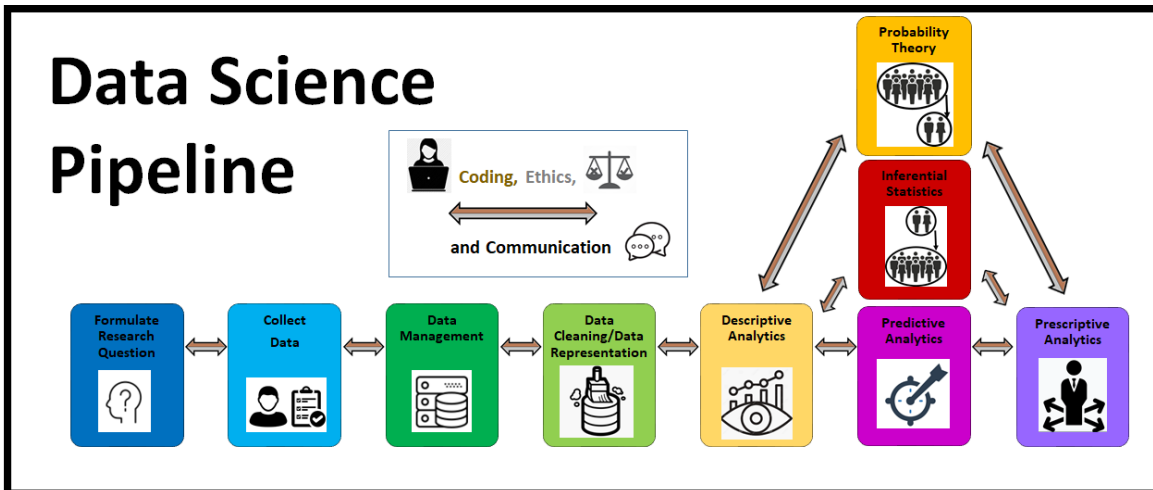 Data Science
Pipeline
Coding, Ethics,
and Communication
Probability
Theory
Inferential
Statistics
Formulate
Research
Question
Collect
Data
Data
Management
Data
Cleaning/Data
Representation
Descriptive
Analytics
Predictive
Analytics
Prescriptive
Analytics